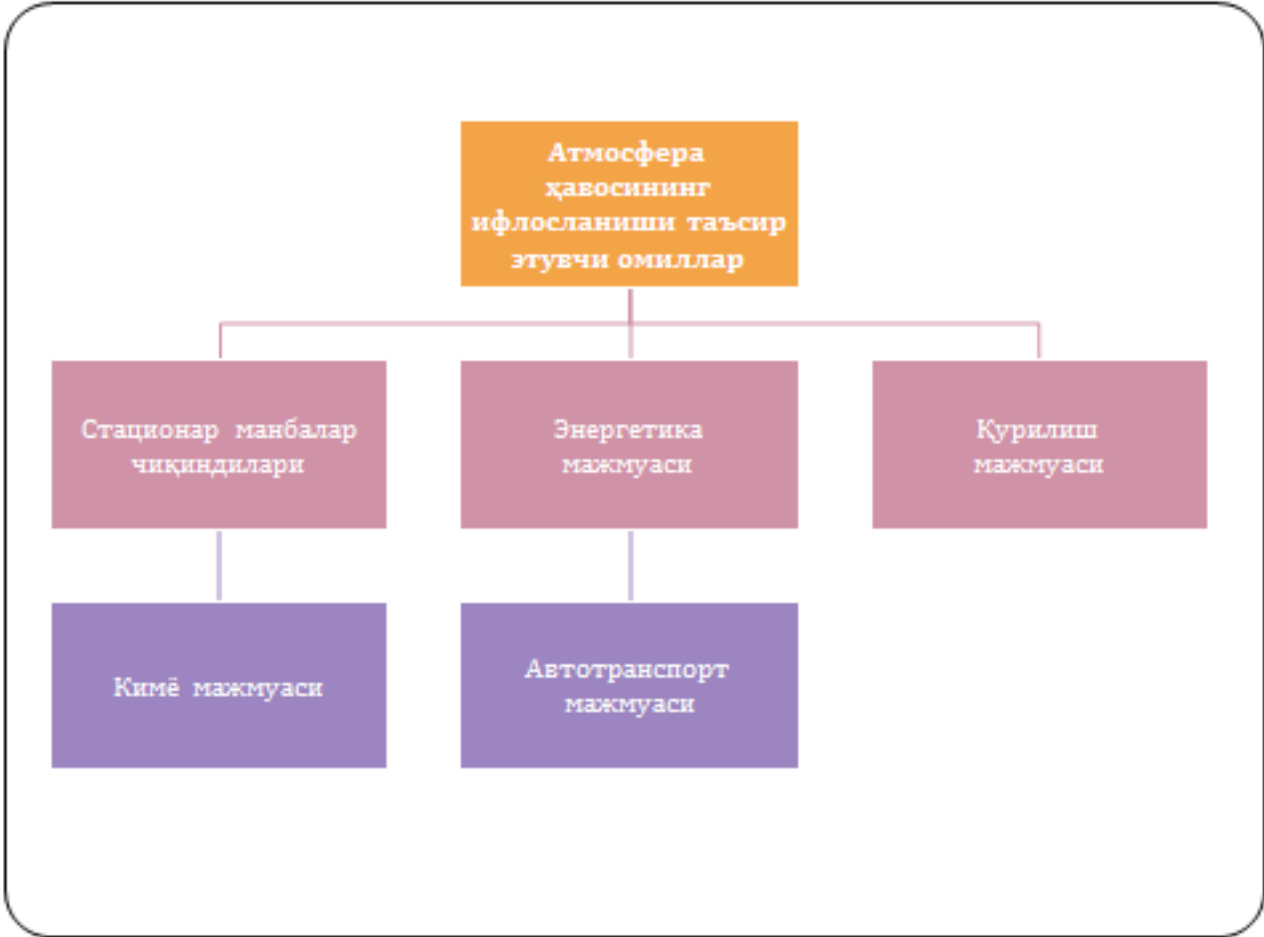 Атмосфера
ҳавосининг
ифлосланиши таъсир
этувчи омиллар
Стационар манбалар
чиқиндилари
Энергетика
мажмуаси
Қурилиш
мажмуаси
Кимё мажмуаси
Автотранспорт
мажмуаси